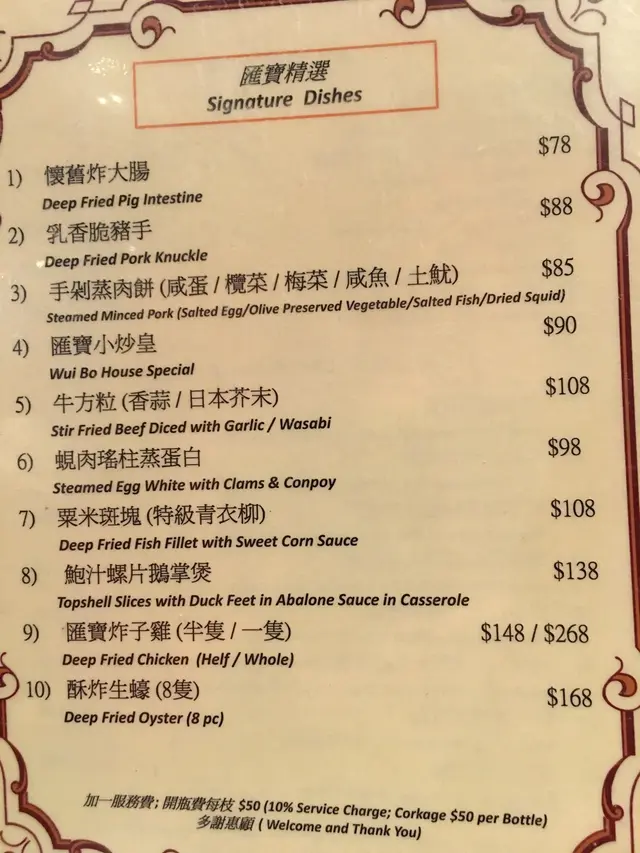 匯寶精選
Signature Dishes
1) 懷舊炸大腸 $78
Deep Fried Pig Intestine
2) 乳香脆豬手 $88
Deep Fried Pork Knuckle
3) 手剁蒸肉餅 (咸蛋 / 欖菜 / 梅菜 / 咸魚 / 土魷) $85
Steamed Minced Pork (Salted Egg/Olive Preserved Vegetable/Salted Fish/Dried Squid)
4) 匯寶小炒皇 $90
Wui Bo House Special
5) 牛方粒 (香蒜 / 日本芥末) $108
Stir Fried Beef Diced with Garlic / Wasabi
6) 蜆肉瑤柱蒸蛋白 $98
Steamed Egg White with Clams & Conpoy
7) 粟米斑塊 (特級青衣柳) $108
Deep Fried Fish Fillet with Sweet Corn Sauce
8) 鮑汁螺片鵝掌煲 $138
Topshell Slices with Duck Feet in Abalone Sauce in Casserole
9) 匯寶炸子雞 (半隻 / 一隻) $148 / $268
Deep Fried Chicken (Helf / Whole)
10) 酥炸生蠔 (8隻) $168
Deep Fried Oyster (8 pc)
加一服務費; 開瓶費每枝 $50 (10% Service Charge; Corkage $50 per Bottle)
多謝惠顧 ( Welcome and Thank You)